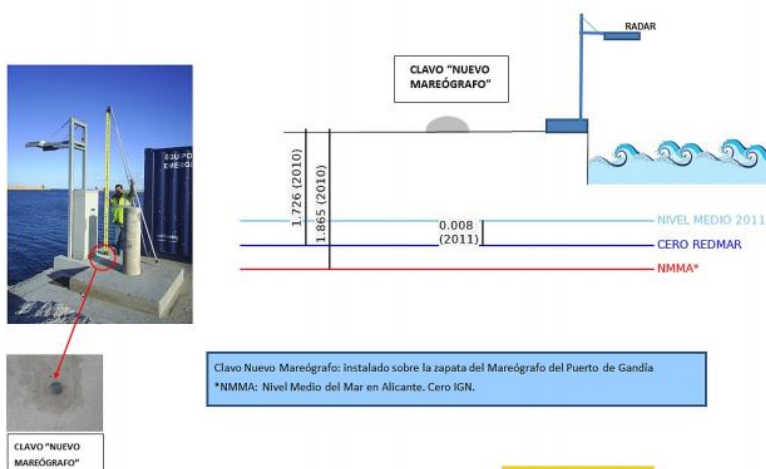 RADAR
CLAVO "NUEVO
MAREÓGRAFO"
EQUIPO
EMERG
1.726 (2010)
1.865 (2010)
0.008
(2011)
NIVEL MEDIO 2011
CERO REDMAR
NMMA*
Clavo Nuevo Mareógrafo: instalado sobre la zapata del Mareógrafo del Puerto de Gandía
*NMMA: Nivel Medio del Mar en Alicante. Cero IGN.
CLAVO "NUEVO
MAREÓGRAFO"